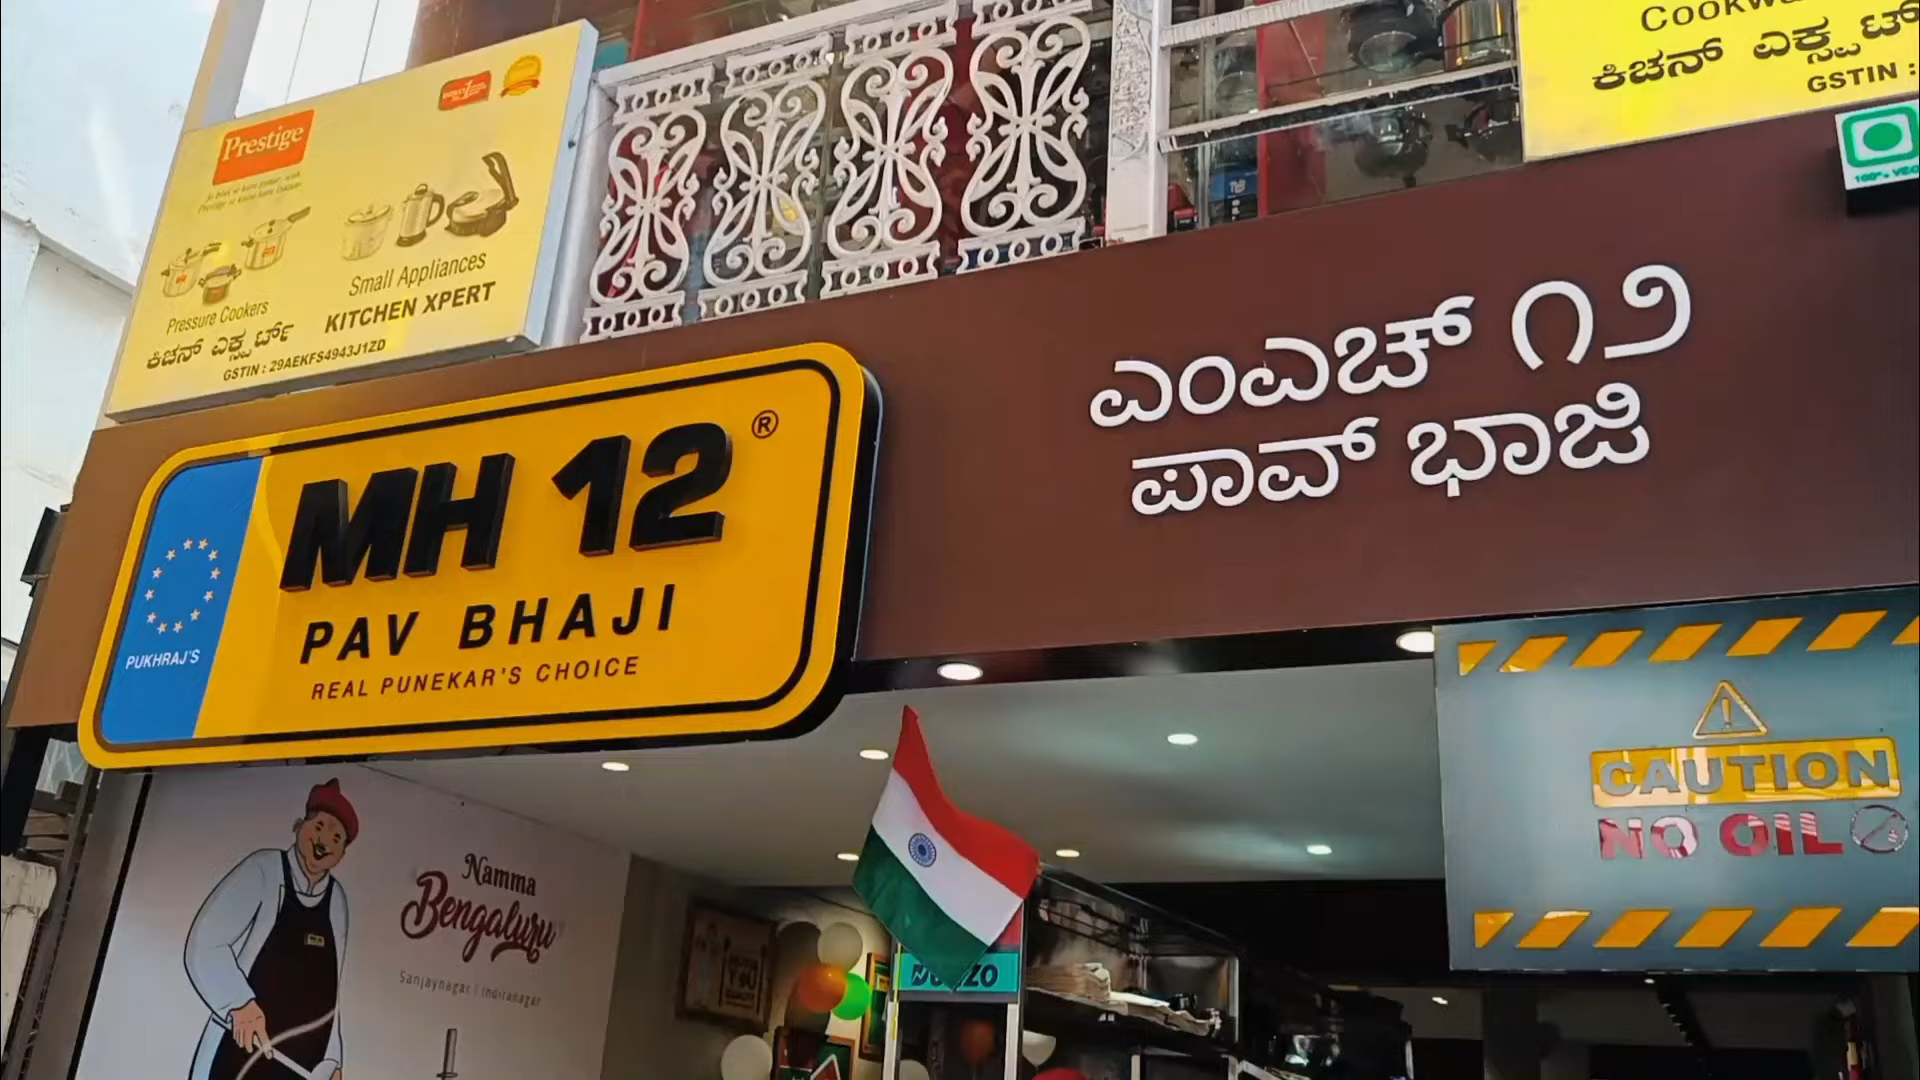 Prestige
Pressure Cookers
Small Appliances
KITCHEN XPERT
ಕಿಚನ್ ಎಕ್ಸ್ಪರ್ಟ್
GSTIN : 29AEKFS4943J1ZD
ಕಿಚನ್ ಎಕ್ಸ್ಪರ್ಟ್
GSTIN :
ಎಂಎಚ್ ೧೨
ಪಾವ್ ಭಾಜಿ
MH 12 ®
PAV BHAJI
REAL PUNEKAR'S CHOICE
PUKHRAJ'S
CAUTION
NO OIL
Namma
Bengaluru
Sanjaynagar | Indiranagar